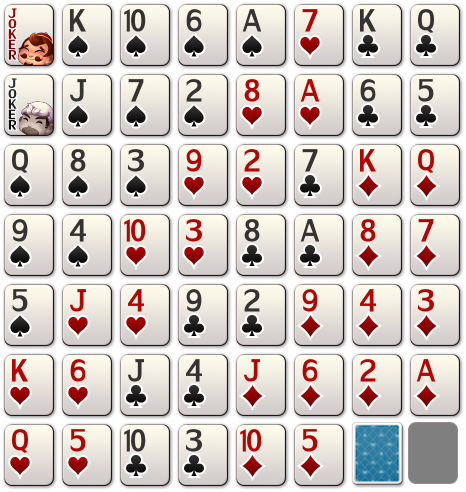 JOKER K 10 6 A 7 K Q
JOKER J 7 2 8 A 6 5
Q 8 3 9 2 7 K Q
9 4 10 3 8 A 8 7
5 J 4 9 2 9 4 3
K 6 J 4 J 6 2 A
Q 5 10 3 10 5